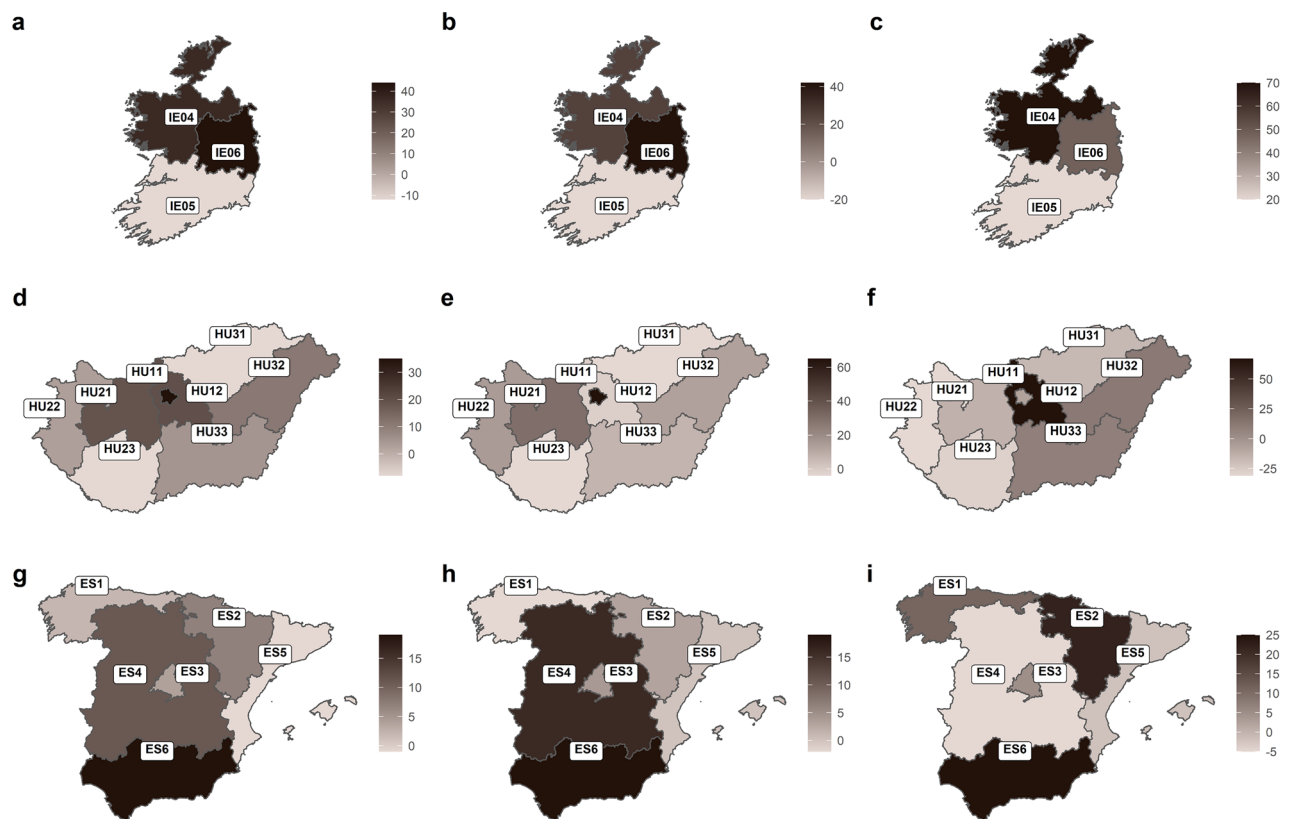 a
IE04
IE06
IE05
40
30
20
10
0
-10
b
IE04
IE06
IE05
40
20
0
-20
c
IE04
IE06
IE05
70
60
50
40
30
20
d
HU31
HU32
HU11
HU21
HU12
HU22
HU33
HU23
30
20
10
0
e
HU31
HU32
HU11
HU21
HU12
HU22
HU33
HU23
60
40
20
0
f
HU31
HU32
HU11
HU21
HU12
HU22
HU33
HU23
50
25
0
-25
g
ES1
ES2
ES5
ES4
ES3
ES6
15
10
5
0
h
ES1
ES2
ES5
ES4
ES3
ES6
15
10
5
0
i
ES1
ES2
ES5
ES4
ES3
ES6
25
20
15
10
5
0
-5